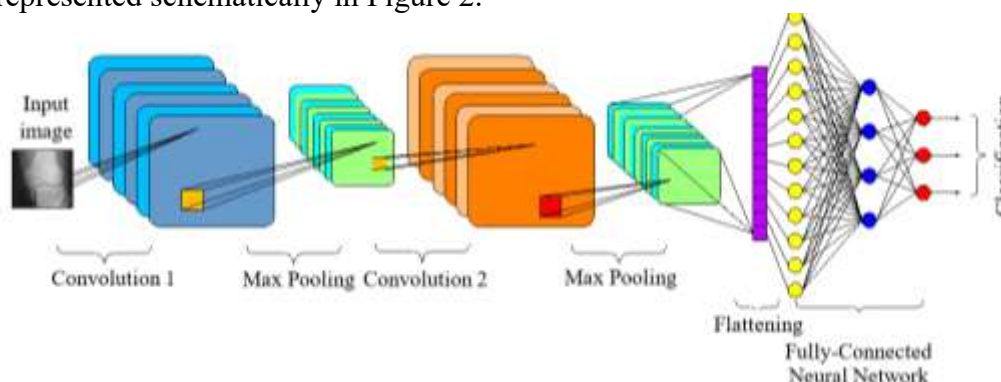 represented schematically in Figure 2.
Input
image
Convolution 1
Max Pooling
Convolution 2
Max Pooling
Flattening
Fully-Connected
Neural Network